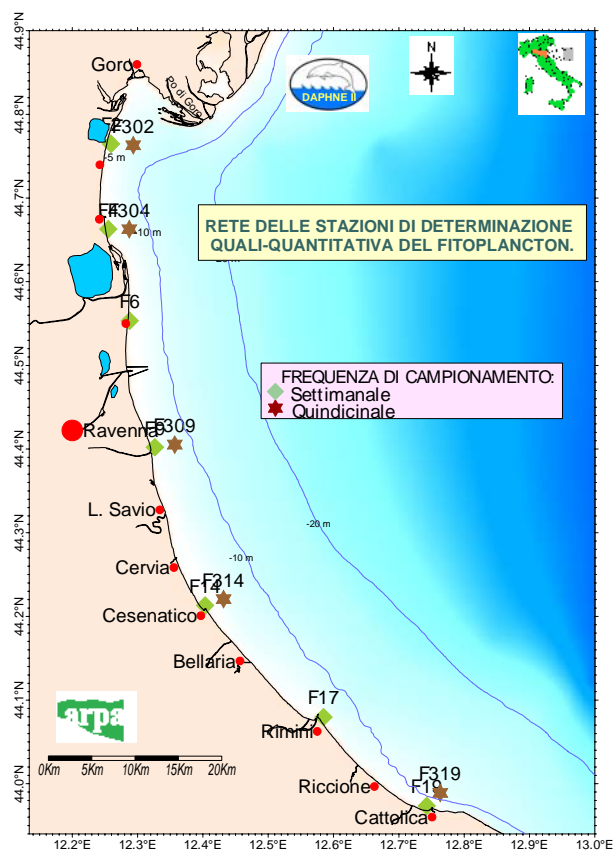 44.9°N
Goro
Po di Goro
DAPHNE II
N
44.8°N
F2
F302
-5 m
44.7°N
F4
F304
-10 m
RETE DELLE STAZIONI DI DETERMINAZIONE
QUALI-QUANTITATIVA DEL FITOPLANCTON.
44.6°N
F6
44.5°N
FREQUENZA DI CAMPIONAMENTO:
Settimanale
Quindicinale
Ravenna
F9
F309
44.4°N
L. Savio
-20 m
44.3°N
-10 m
Cervia
F314
F14
Cesenatico
44.2°N
Bellaria
44.1°N
F17
arpa
Rimini
0Km 5Km 10Km 15Km 20Km
44.0°N
F319
Riccione
F19
Cattolica
12.2°E 12.3°E 12.4°E 12.5°E 12.6°E 12.7°E 12.8°E 12.9°E 13.0°E